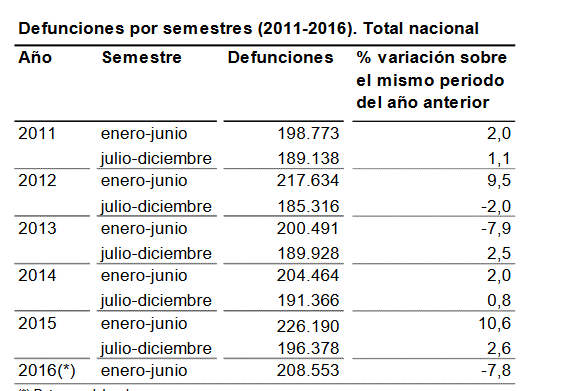 Defunciones por semestres (2011-2016). Total nacional
Año Semestre Defunciones % variación sobre
el mismo periodo
del año anterior
2011 enero-junio 198.773 2,0
julio-diciembre 189.138 1,1
2012 enero-junio 217.634 9,5
julio-diciembre 185.316 -2,0
2013 enero-junio 200.491 -7,9
julio-diciembre 189.928 2,5
2014 enero-junio 204.464 2,0
julio-diciembre 191.366 0,8
2015 enero-junio 226.190 10,6
julio-diciembre 196.378 2,6
2016(*) enero-junio 208.553 -7,8